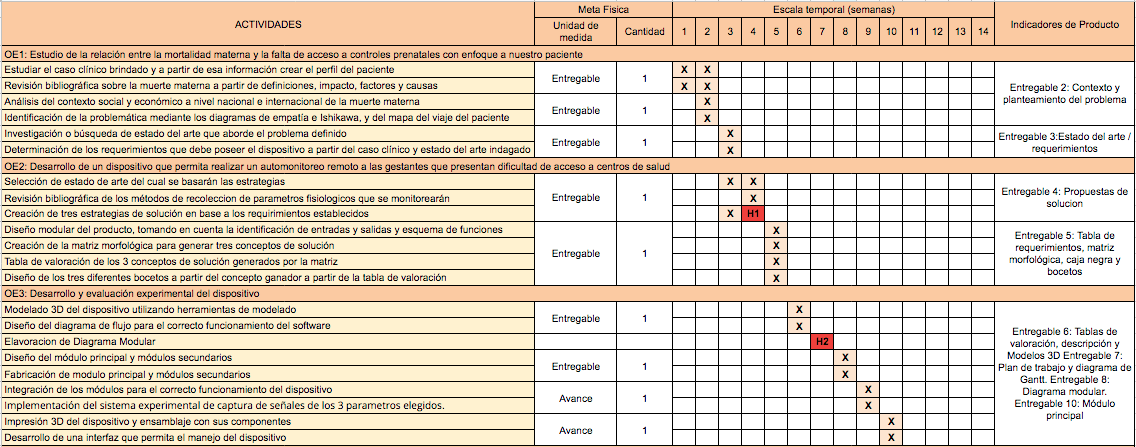 ACTIVIDADES Meta Física Escala temporal (semanas) Indicadores de Producto
Unidad de medida Cantidad 1 2 3 4 5 6 7 8 9 10 11 12 13 14
OE1: Estudio de la relación entre la mortalidad materna y la falta de acceso a controles prenatales con enfoque a nuestro paciente
Estudiar el caso clínico brindado y a partir de esa información crear el perfil del paciente X X
Entregable 1
Revisión bibliográfica sobre la muerte materna a partir de definiciones, impacto, factores y causas X X
Entregable 2: Contexto y
planteamiento del problema
Análisis del contexto social y económico a nivel nacional e internacional de la muerte materna X
Entregable 1
Identificación de la problemática mediante los diagramas de empatía e Ishikawa, y del mapa del viaje del paciente X
Investigación o búsqueda de estado del arte que aborde el problema definido X
Entregable 1
Entregable 3:Estado del arte /
requerimientos
Determinación de los requerimientos que debe poseer el dispositivo a partir del caso clínico y estado del arte indagado X
OE2: Desarrollo de un dispositivo que permita realizar un automonitoreo remoto a las gestantes que presentan dificultad de acceso a centros de salud
Selección de estado de arte del cual se basarán las estrategias X X
Revisión bibliográfica de los métodos de recoleccion de parametros fisiologicos que se monitorearán X
Entregable 1
Entregable 4: Propuestas de
solucion
Creación de tres estrategias de solución en base a los requirimientos establecidos X H1
Diseño modular del producto, tomando en cuenta la identificación de entradas y salidas y esquema de funciones X
Creación de la matriz morfológica para generar tres conceptos de solución X
Entregable 1
Entregable 5: Tabla de
requerimientos, matriz
morfológica, caja negra y
bocetos
Tabla de valoración de los 3 conceptos de solución generados por la matriz X
Diseño de los tres diferentes bocetos a partir del concepto ganador a partir de la tabla de valoración X
OE3: Desarrollo y evaluación experimental del dispositivo
Modelado 3D del dispositivo utilizando herramientas de modelado X
Entregable 1
Diseño del diagrama de flujo para el correcto funcionamiento del software X
Elavoracion de Diagrama Modular H2
Diseño del módulo principal y módulos secundarios X
Entregable 1
Fabricación de modulo principal y módulos secundarios X
Entregable 6: Tablas de
valoración, descripción y
Modelos 3D Entregable 7:
Plan de trabajo y diagrama de
Gantt. Entregable 8:
Diagrama modular.
Entregable 10: Módulo
principal
Integración de los módulos para el correcto funcionamiento del dispositivo X
Avance 1
Implementación del sistema experimental de captura de señales de los 3 parametros elegidos. X
Impresión 3D del dispositivo y ensamblaje con sus componentes X
Avance 1
Desarrollo de una interfaz que permita el manejo del dispositivo X